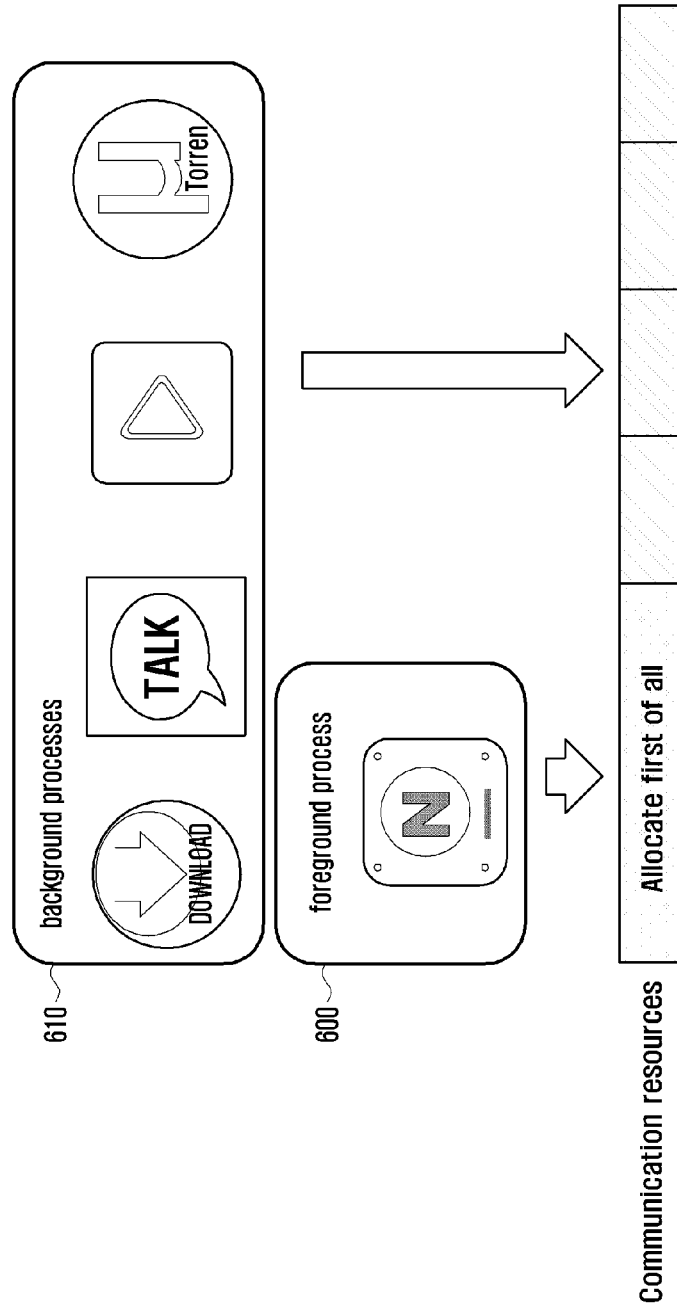 610
background processes
DOWNLOAD
TALK
µ
Torren
600
foreground process
N
Communication resources
Allocate first of all